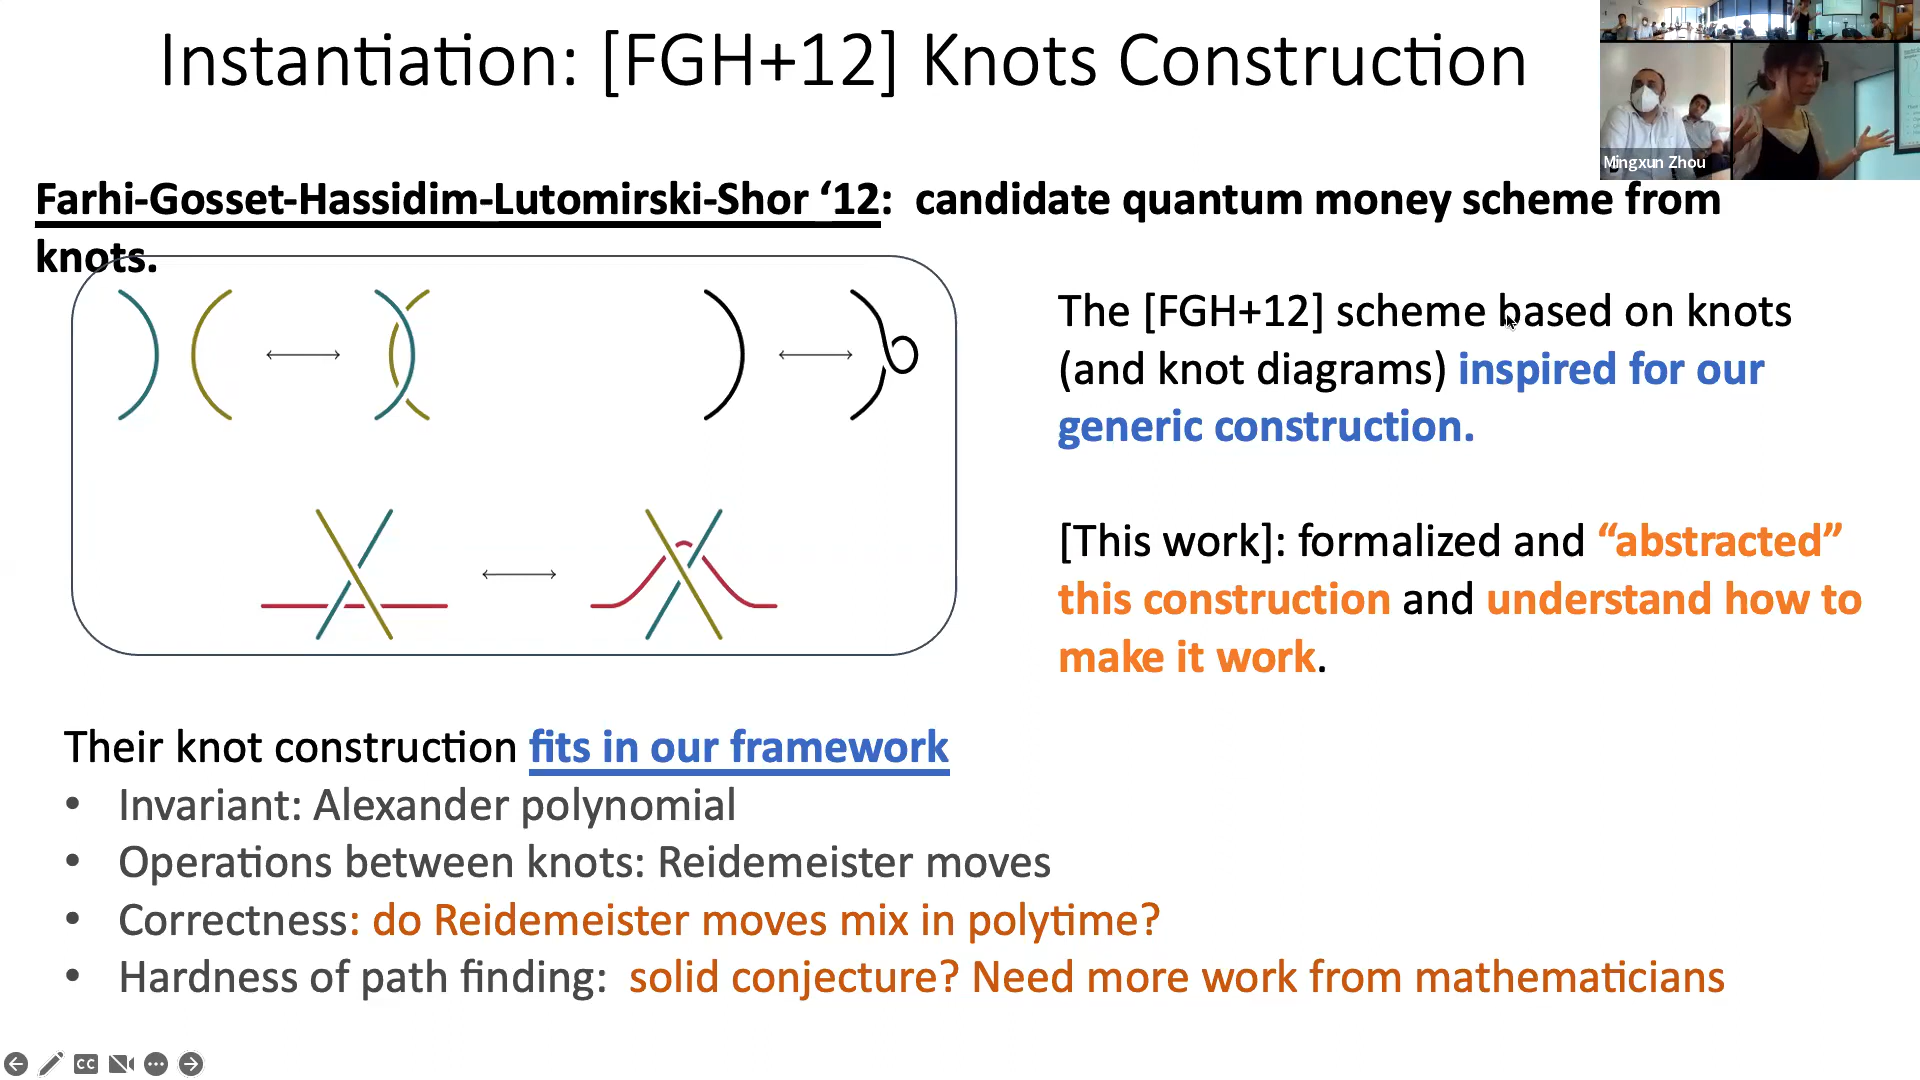 Instantiation: [FGH+12] Knots Construction
Mingxun Zhou
Farhi-Gosset-Hassidim-Lutomirski-Shor ‘12: candidate quantum money scheme from
knots.
The [FGH+12] scheme based on knots
(and knot diagrams) inspired for our
generic construction.
[This work]: formalized and “abstracted”
this construction and understand how to
make it work.
Their knot construction fits in our framework
• Invariant: Alexander polynomial
• Operations between knots: Reidemeister moves
• Correctness: do Reidemeister moves mix in polytime?
• Hardness of path finding: solid conjecture? Need more work from mathematicians
CC